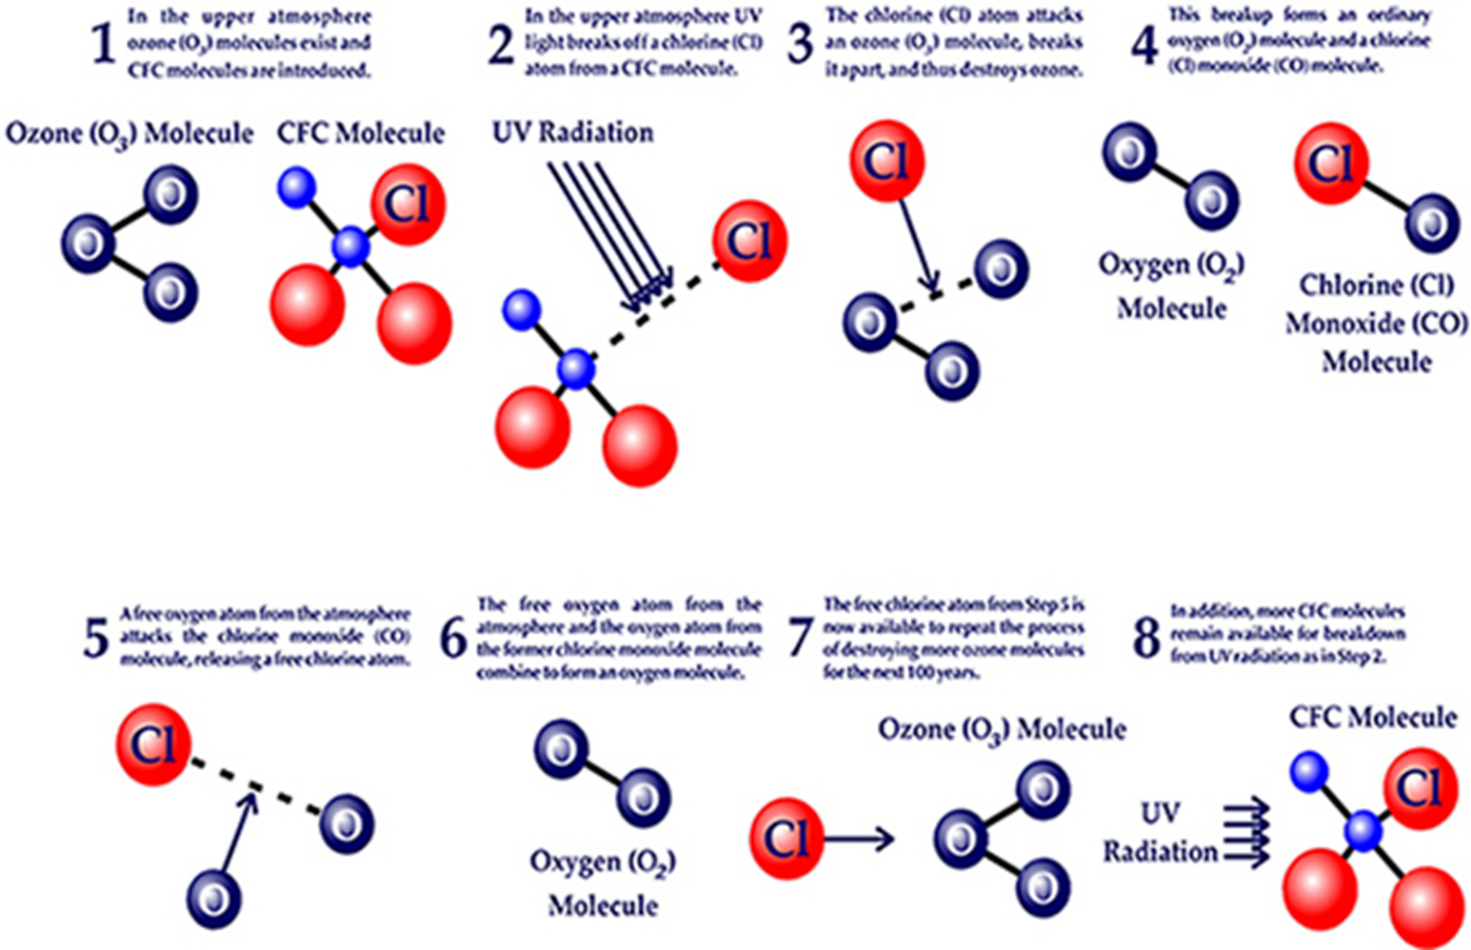 1
In the upper atmosphere
ozone (O3) molecules exist and
CFC molecules are introduced.
Ozone (O3) Molecule
CFC Molecule
O
O
O
Cl
2
In the upper atmosphere UV
light breaks off a chlorine (Cl)
atom from a CFC molecule.
UV Radiation
Cl
3
The chlorine (Cl) atom attacks
an ozone (O3) molecule, breaks
it apart, and thus destroys ozone.
Cl
O
O
O
4
This breakup forms an ordinary
oxygen (O2) molecule and a chlorine
(Cl) monoxide (CO) molecule.
O
O
Oxygen (O2)
Molecule
Cl
O
Chlorine (Cl)
Monoxide (CO)
Molecule
5
A free oxygen atom from the atmosphere
attacks the chlorine monoxide (CO)
molecule, releasing a free chlorine atom.
Cl
O
O
6
The free oxygen atom from the
atmosphere and the oxygen atom from
the former chlorine monoxide molecule
combine to form an oxygen molecule.
O
O
Oxygen (O2)
Molecule
7
The free chlorine atom from Step 5 is
now available to repeat the process
of destroying more ozone molecules
for the next 100 years.
Ozone (O3) Molecule
Cl
O
O
O
8
In addition, more CFC molecules
remain available for breakdown
from UV radiation as in Step 2.
CFC Molecule
UV
Radiation
Cl